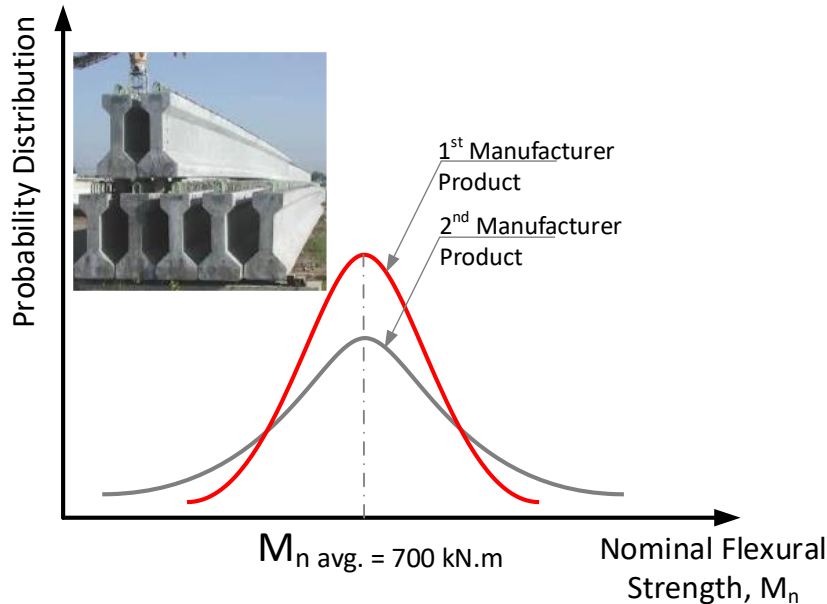 Probability Distribution
1st Manufacturer
Product
2nd Manufacturer
Product
Mn avg. = 700 kN.m
Nominal Flexural
Strength, Mn